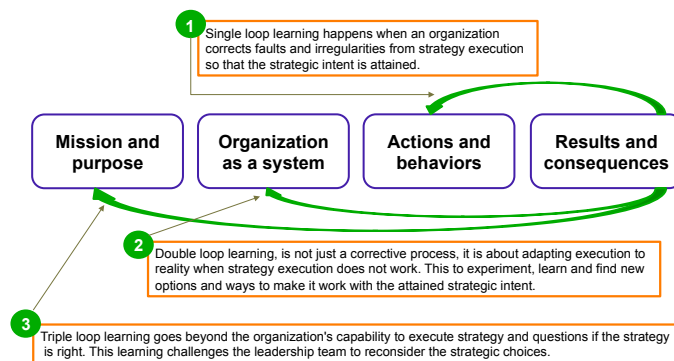 1
Single loop learning happens when an organization
corrects faults and irregularities from strategy execution
so that the strategic intent is attained.
Mission and
purpose
Organization
as a system
Actions and
behaviors
Results and
consequences
2
Double loop learning, is not just a corrective process, it is about adapting execution to
reality when strategy execution does not work. This to experiment, learn and find new
options and ways to make it work with the attained strategic intent.
3
Triple loop learning goes beyond the organization's capability to execute strategy and questions if the strategy
is right. This learning challenges the leadership team to reconsider the strategic choices.